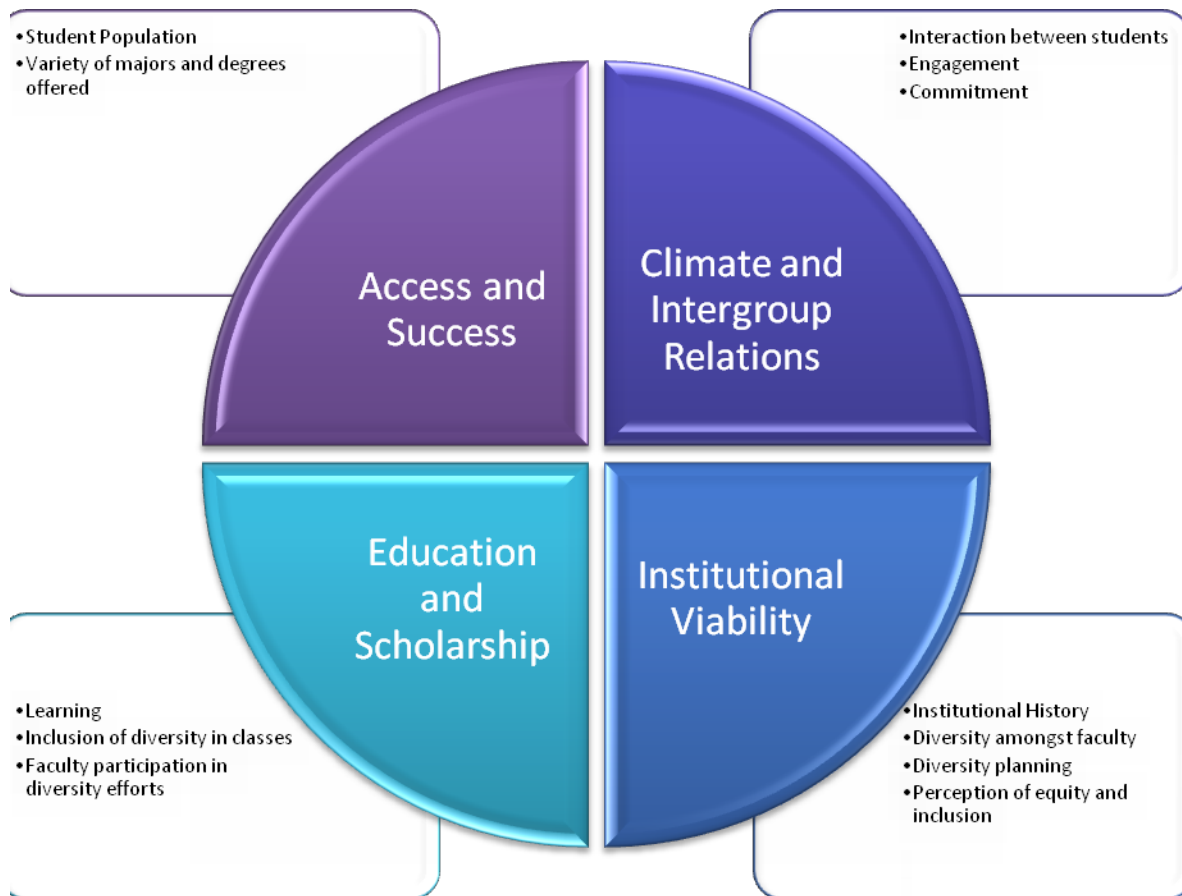 •Student Population
•Variety of majors and degrees
offered
•Interaction between students
•Engagement
•Commitment
Access and
Success
Climate and
Intergroup
Relations
Education
and
Scholarship
Institutional
Viability
•Learning
•Inclusion of diversity in classes
•Faculty participation in
diversity efforts
•Institutional History
•Diversity amongst faculty
•Diversity planning
•Perception of equity and
inclusion